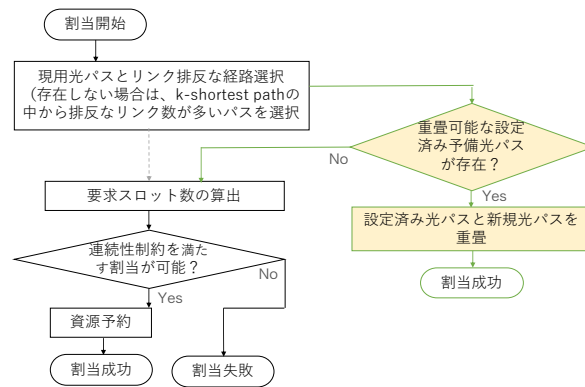 割当開始
現用光パスとリンク排反な経路選択
（存在しない場合は、k-shortest pathの
中から排反なリンク数が多いパスを選択
重畳可能な設定
済み予備光パス
が存在？
No
Yes
要求スロット数の算出
設定済み光パスと新規光パスを
重畳
連続性制約を満た
す割当が可能？
No
Yes
割当成功
資源予約
割当成功
割当失敗